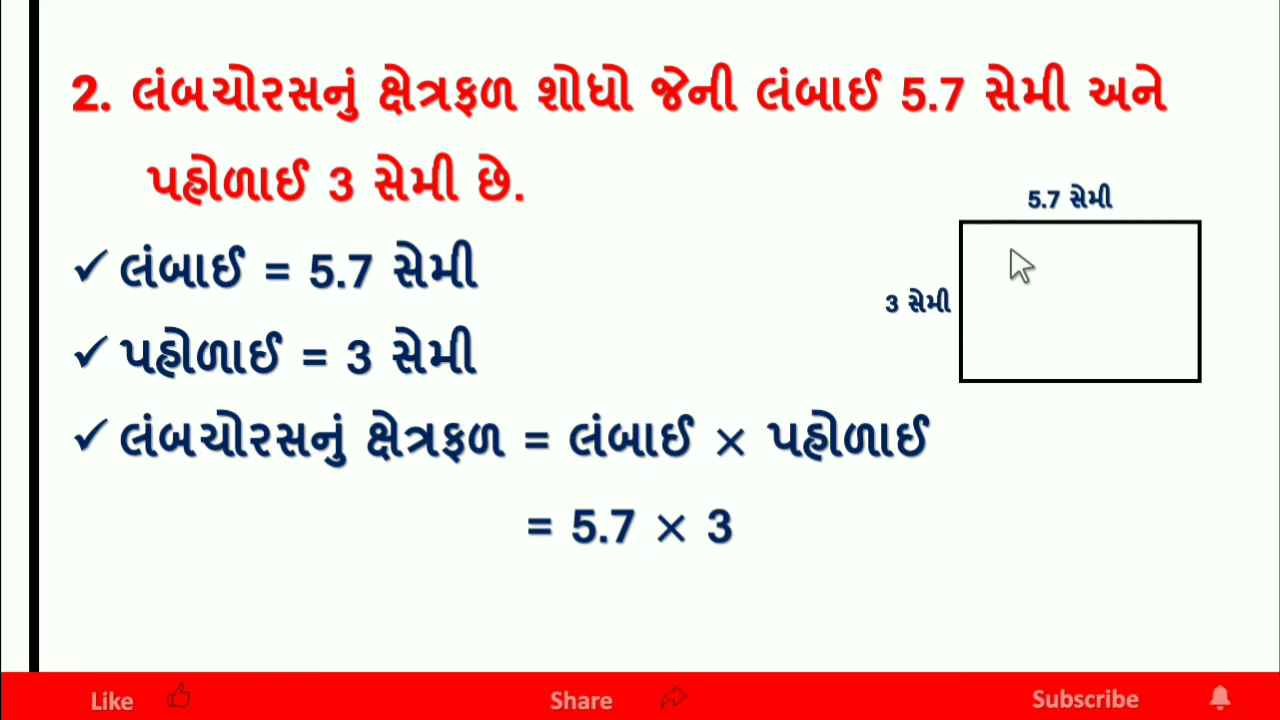 2. લંબચોરસનું ક્ષેત્રફળ શોધો જેની લંબાઈ 5.7 સેમી અને
પહોળાઈ 3 સેમી છે.
5.7 સેમી
✓ લંબાઈ = 5.7 સેમી
3 સેમી
✓ પહોળાઈ = 3 સેમી
✓ લંબચોરસનું ક્ષેત્રફળ = લંબાઈ × પહોળાઈ
= 5.7 × 3
Like Share Subscribe